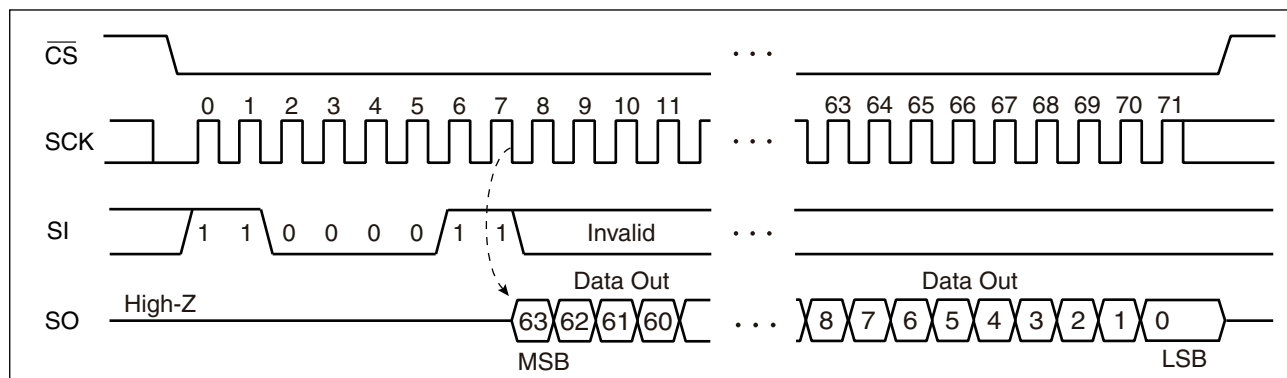 CS . . .
0 1 2 3 4 5 6 7 8 9 10 11 63 64 65 66 67 68 69 70 71
SCK . . .
SI 1 1 0 0 0 0 1 1 Invalid . . .
Data Out Data Out
High-Z
SO 63 62 61 60 . . . 8 7 6 5 4 3 2 1 0
MSB LSB